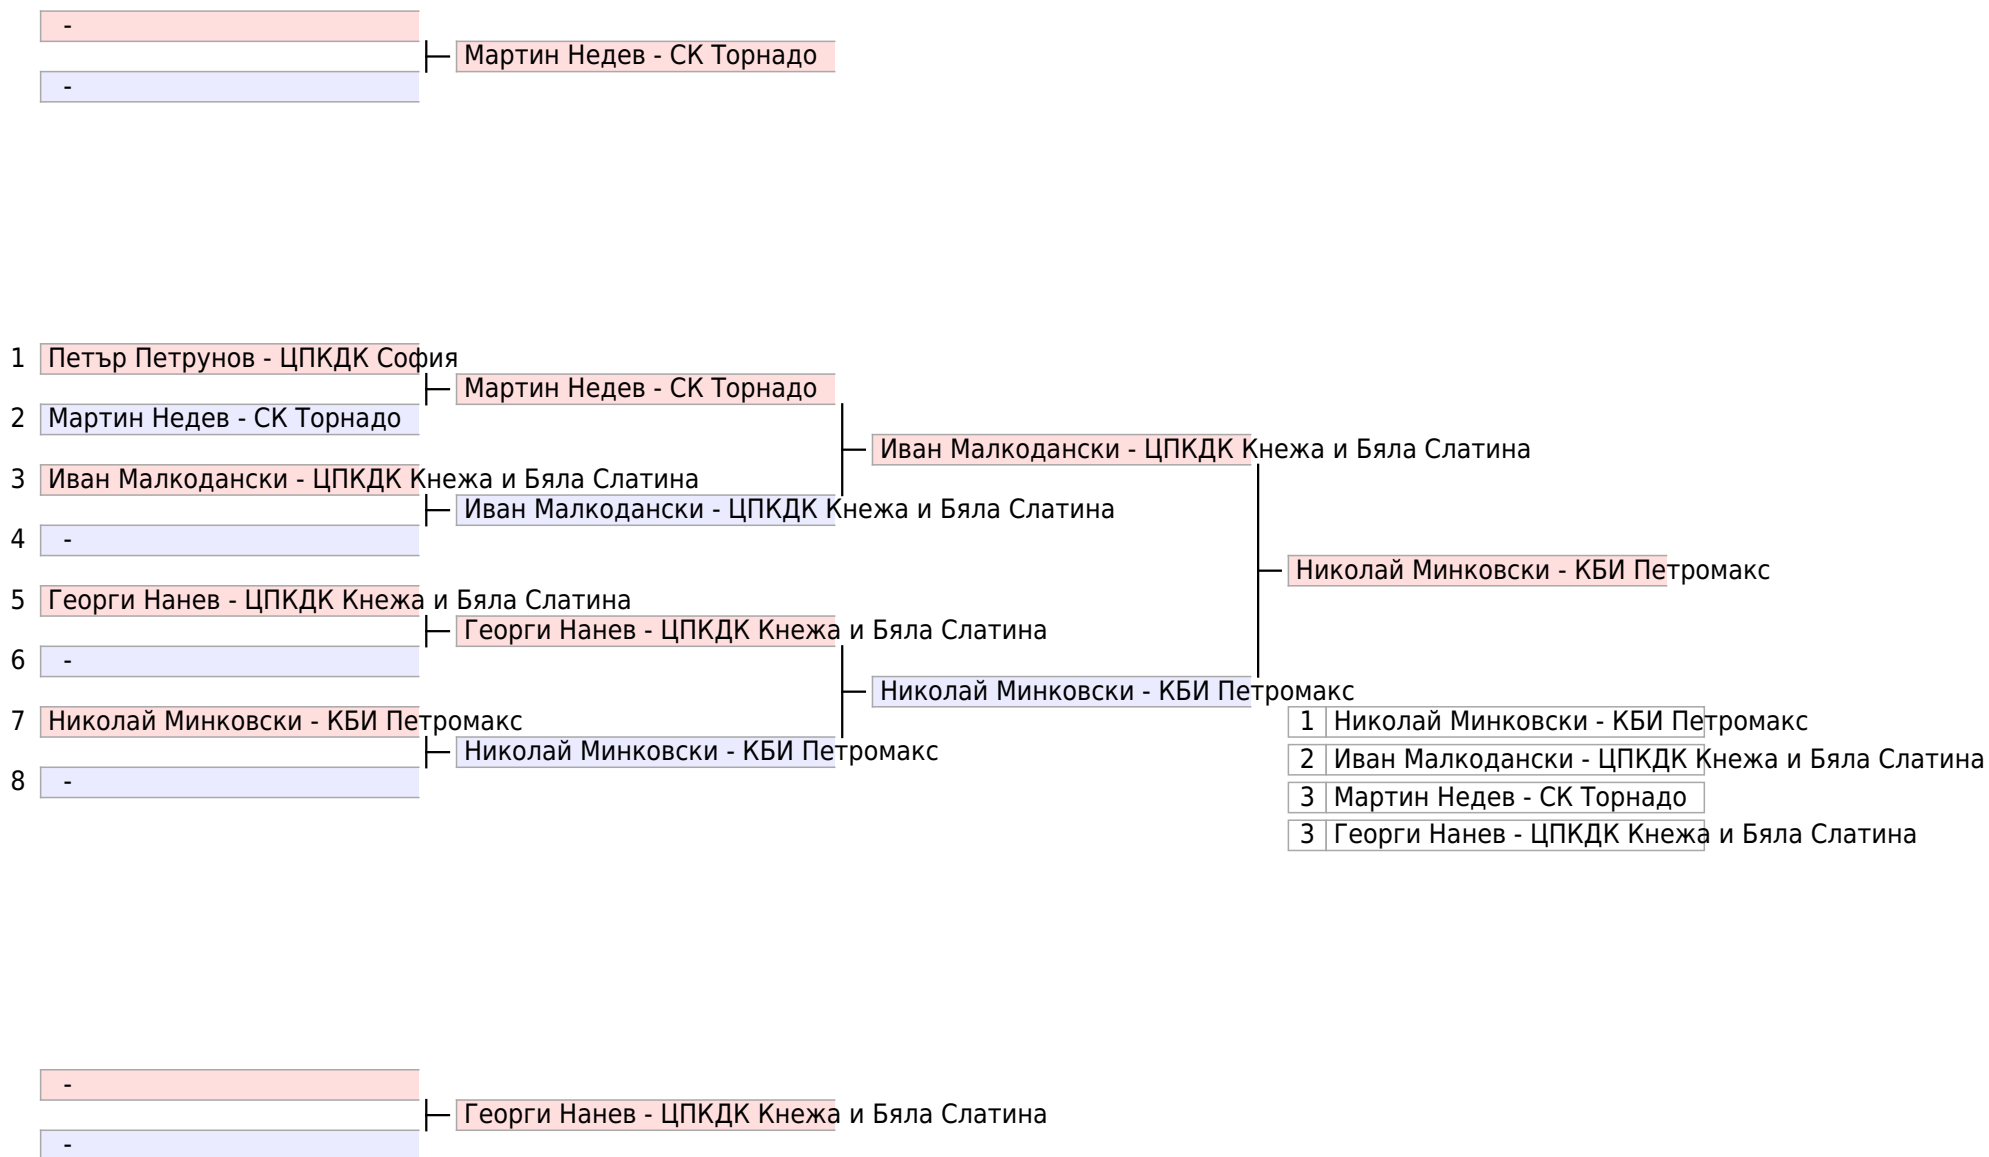 -
Мартин Недев - СК Торнадо
-
1 Петър Петрунов - ЦПКДК София
Мартин Недев - СК Торнадо
2 Мартин Недев - СК Торнадо
Иван Малкодански - ЦПКДК Кнежа и Бяла Слатина
3 Иван Малкодански - ЦПКДК Кнежа и Бяла Слатина
Иван Малкодански - ЦПКДК Кнежа и Бяла Слатина
4 -
Николай Минковски - КБИ Петромакс
5 Георги Нанев - ЦПКДК Кнежа и Бяла Слатина
Георги Нанев - ЦПКДК Кнежа и Бяла Слатина
6 -
Николай Минковски - КБИ Петромакс
7 Николай Минковски - КБИ Петромакс
1 Николай Минковски - КБИ Петромакс
Николай Минковски - КБИ Петромакс
2 Иван Малкодански - ЦПКДК Кнежа и Бяла Слатина
8 -
3 Мартин Недев - СК Торнадо
3 Георги Нанев - ЦПКДК Кнежа и Бяла Слатина
-
Георги Нанев - ЦПКДК Кнежа и Бяла Слатина
-